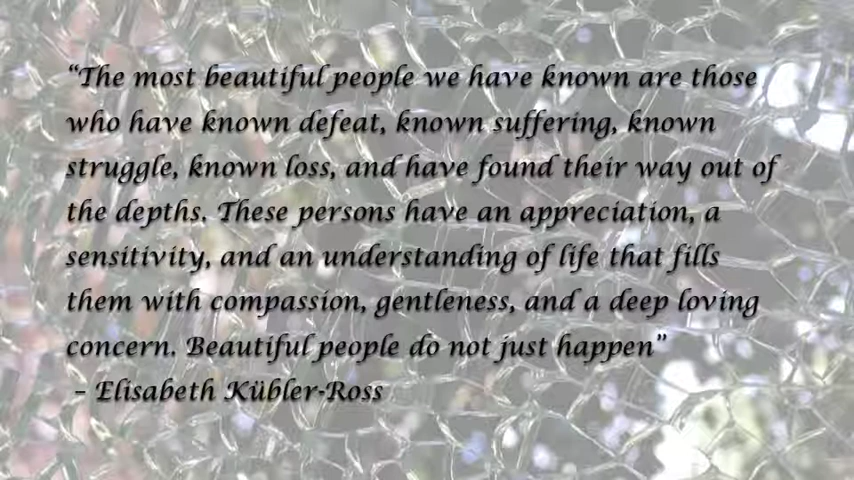 “The most beautiful people we have known are those
who have known defeat, known suffering, known
struggle, known loss, and have found their way out of
the depths. These persons have an appreciation, a
sensitivity, and an understanding of life that fills
them with compassion, gentleness, and a deep loving
concern. Beautiful people do not just happen”
– Elisabeth Kübler-Ross